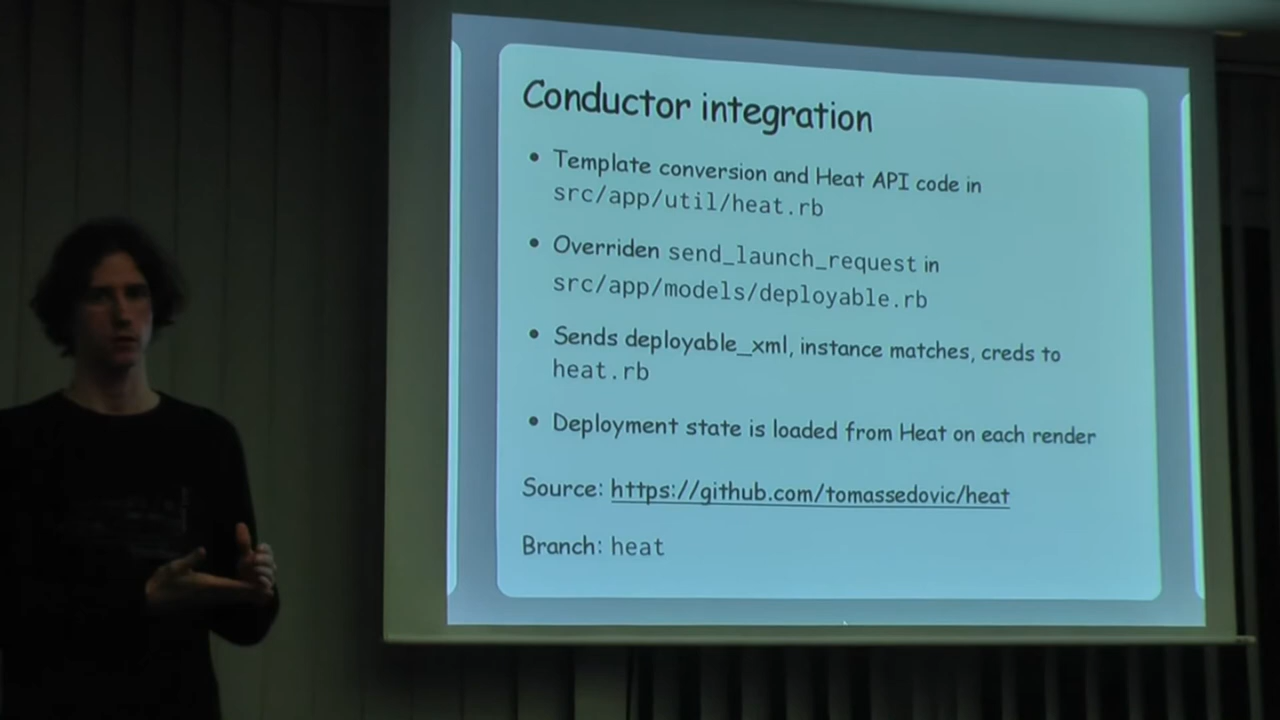 Conductor integration
• Template conversion and Heat API code in
src/app/util/heat.rb
• Overriden send_launch_request in
src/app/models/deployable.rb
• Sends deployable_xml, instance matches, creds to
heat.rb
• Deployment state is loaded from Heat on each render
Source: https://github.com/tomassedovic/heat
Branch: heat